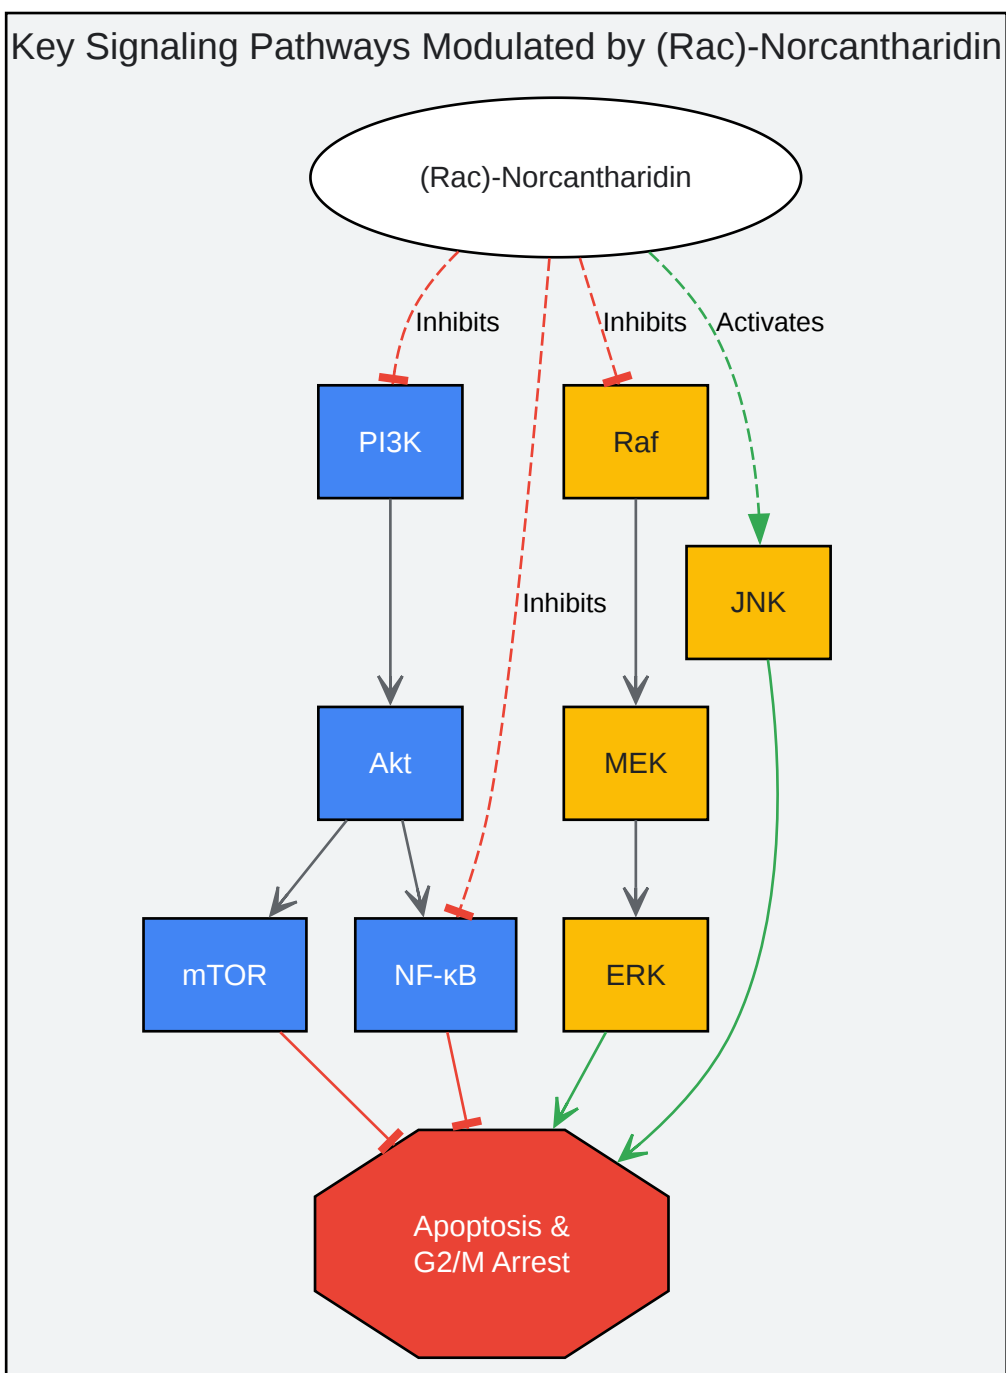 Key Signaling Pathways Modulated by (Rac)-Norcantharidin
(Rac)-Norcantharidin
Inhibits
Inhibits
Activates
PI3K
Raf
JNK
Inhibits
Akt
MEK
mTOR
NF-κB
ERK
Apoptosis &
G2/M Arrest